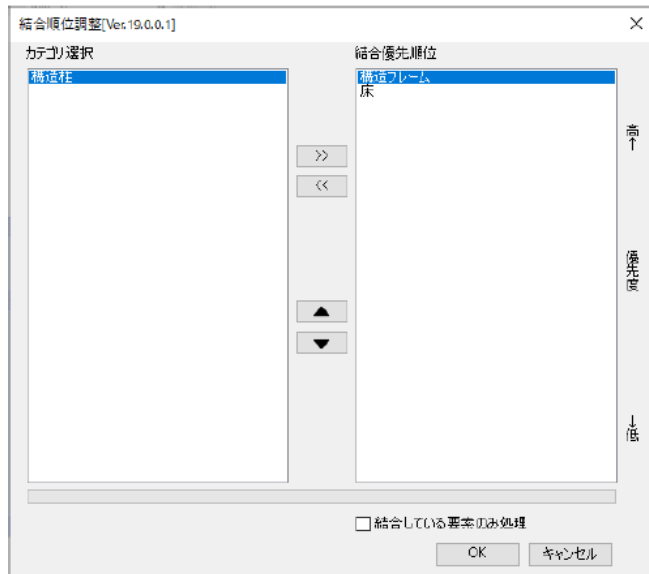 結合順位調整[Ver.19.0.0.1]
カテゴリ選択
結合優先順位
構造柱
構造フレーム
床
>>
<<
▲
▼
高↑
優先度
↓低
結合している要素のみ処理
OK
キャンセル